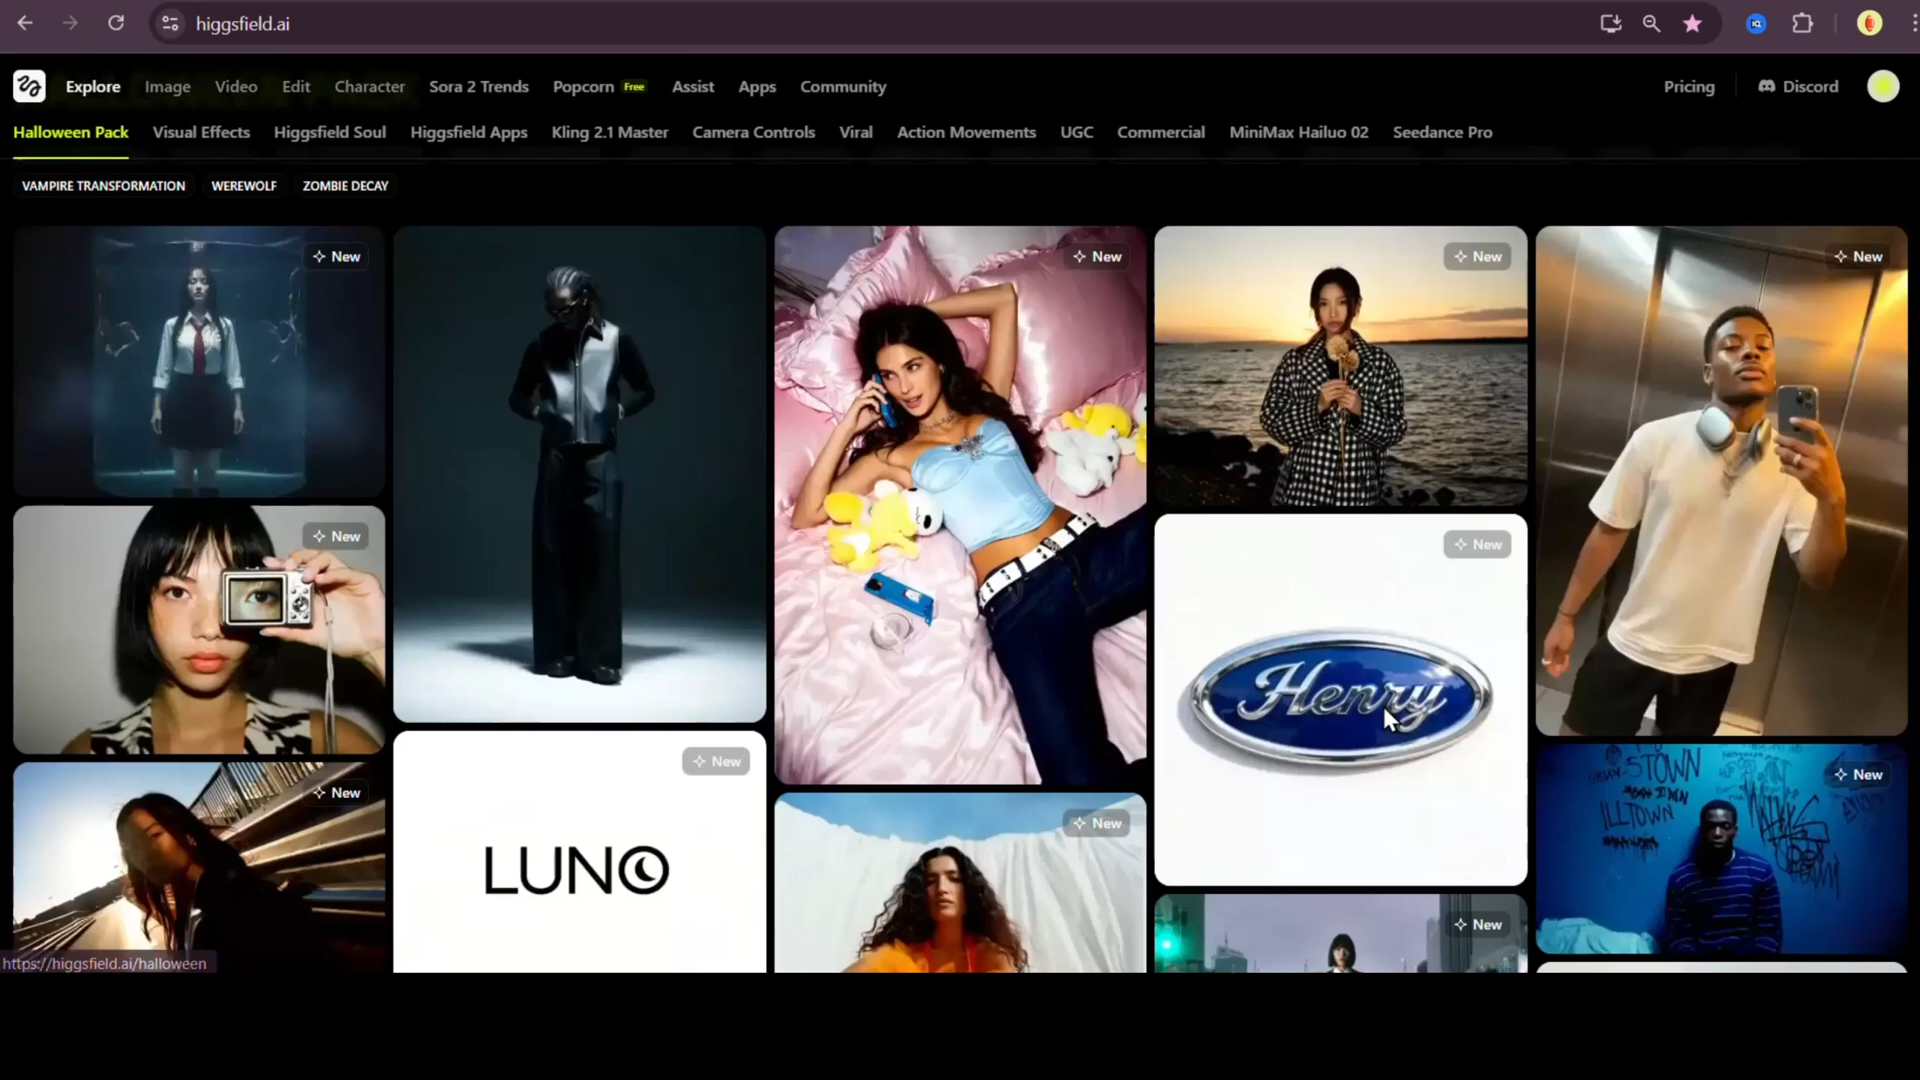 higgsfield.ai
Explore Image Video Edit Character Sora 2 Trends Popcorn Free Assist Apps Community Pricing Discord
Halloween Pack Visual Effects Higgsfield Soul Higgsfield Apps Kling 2.1 Master Camera Controls Viral Action Movements UGC Commercial MiniMax Hailuo 02 Seedance Pro
VAMPIRE TRANSFORMATION WEREWOLF ZOMBIE DECAY
New New New New
New
New
Henry
New
LUNO
New
STOWN
ILLTOWN
New
New
New
https://higgsfield.ai/halloween